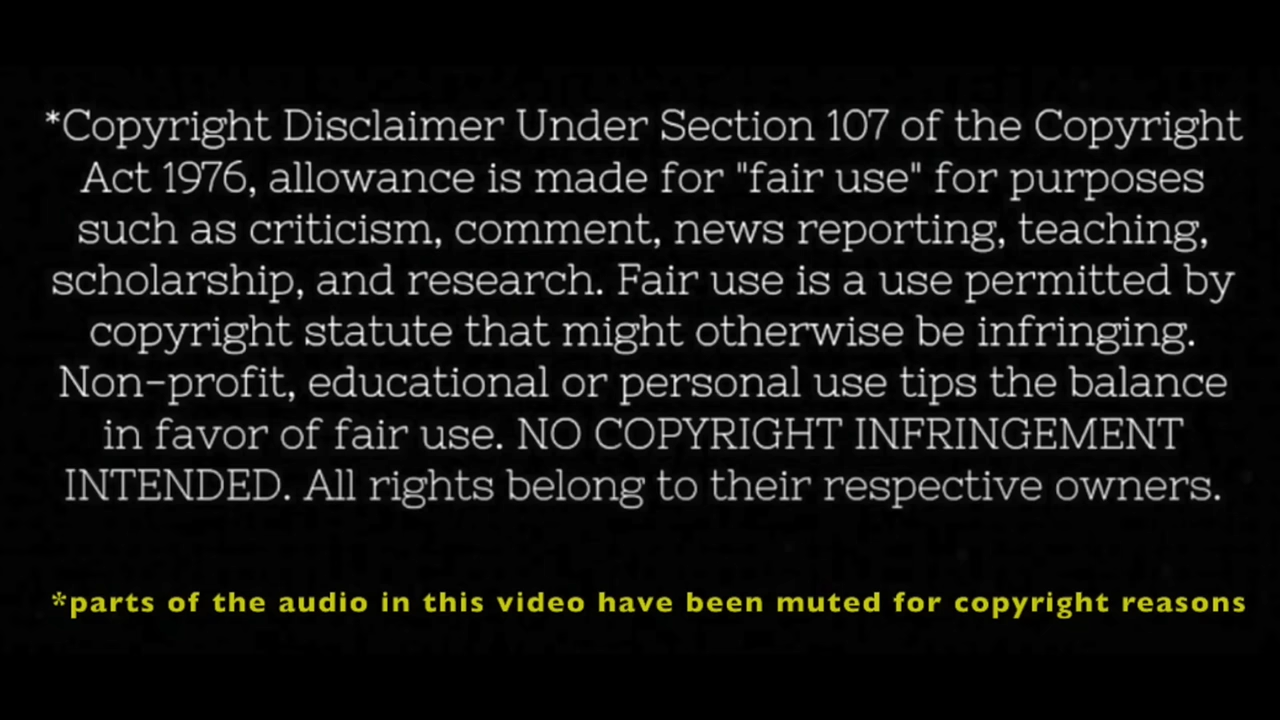 *Copyright Disclaimer Under Section 107 of the Copyright
Act 1976, allowance is made for "fair use" for purposes
such as criticism, comment, news reporting, teaching,
scholarship, and research. Fair use is a use permitted by
copyright statute that might otherwise be infringing.
Non-profit, educational or personal use tips the balance
in favor of fair use. NO COPYRIGHT INFRINGEMENT
INTENDED. All rights belong to their respective owners.
*parts of the audio in this video have been muted for copyright reasons